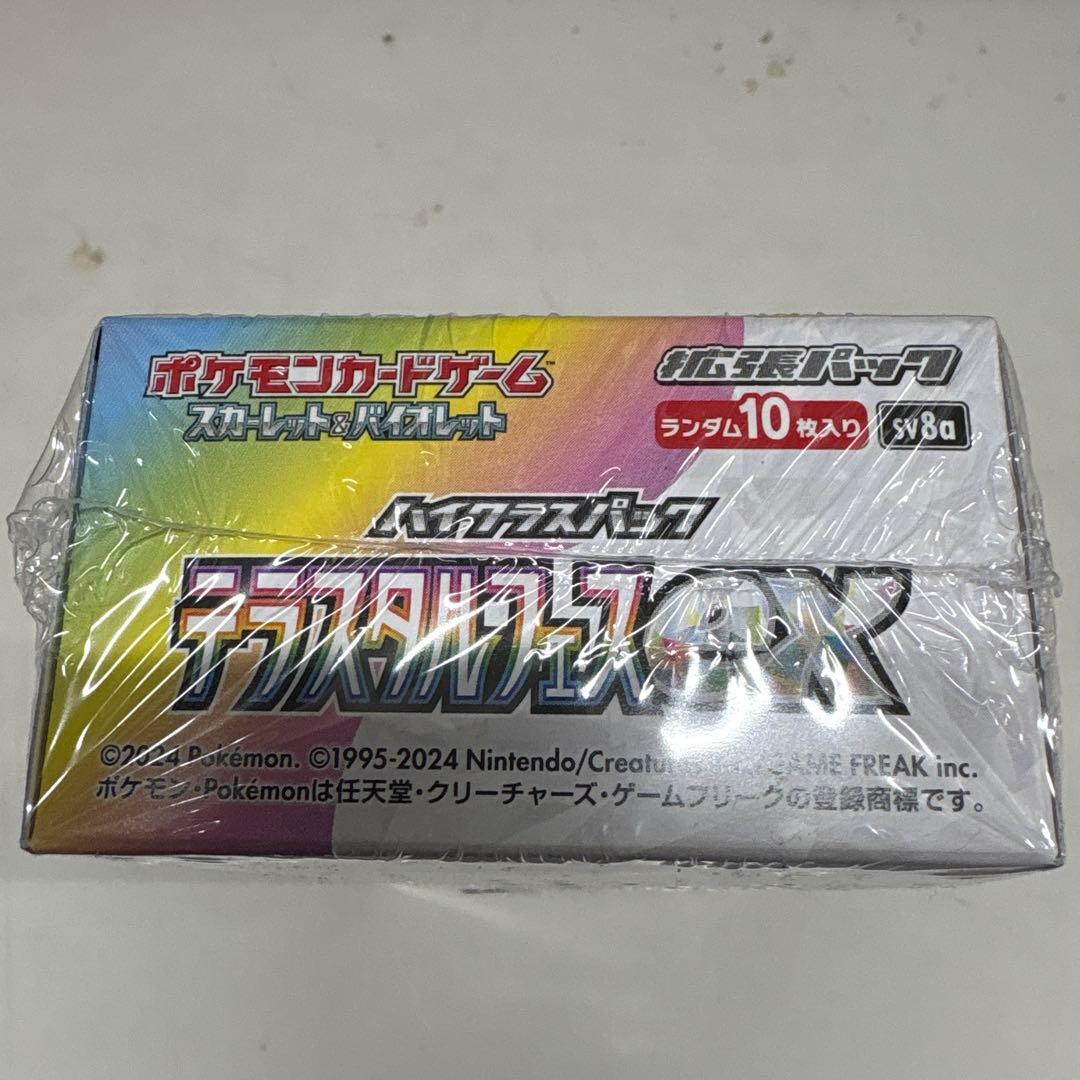 ポケモンカードゲーム™
スカーレット&バイオレット
拡張パック
ランダム10枚入り sv8a
ハイクラスパック
テラスタルフェスex
©2024 Pokémon. ©1995-2024 Nintendo/Creatures Inc./GAME FREAK inc.
ポケモン・Pokémonは任天堂・クリーチャーズ・ゲームフリークの登録商標です。